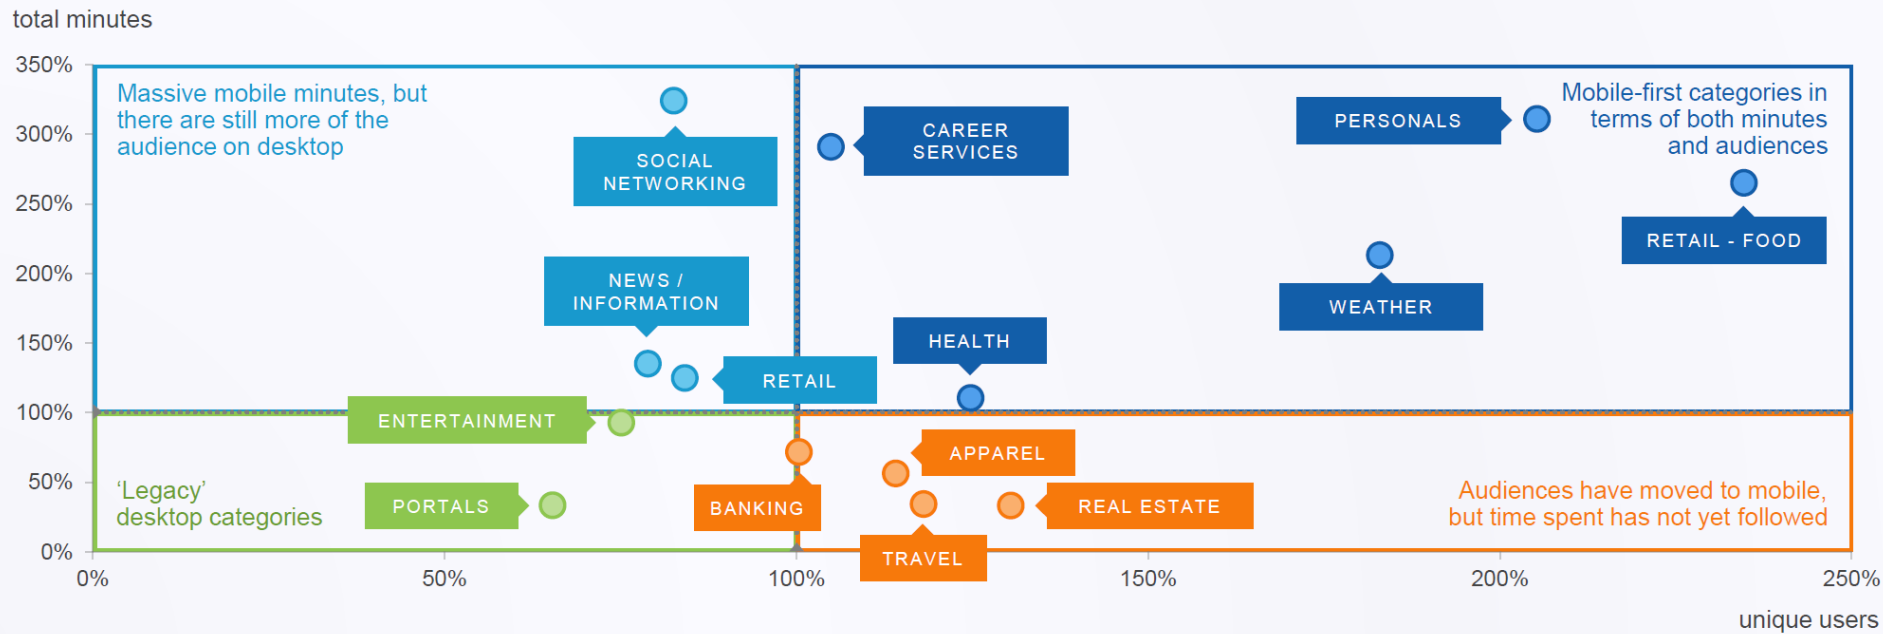 total minutes
350%
300%
250%
200%
150%
100%
50%
0%
Massive mobile minutes, but
there are still more of the
audience on desktop
SOCIAL
NETWORKING
NEWS /
INFORMATION
RETAIL
CAREER
SERVICES
PERSONALS
Mobile-first categories in
terms of both minutes
and audiences
RETAIL - FOOD
WEATHER
HEALTH
ENTERTAINMENT
PORTALS
‘Legacy’
desktop categories
BANKING
APPAREL
TRAVEL
REAL ESTATE
Audiences have moved to mobile,
but time spent has not yet followed
0%
50%
100%
150%
200%
250%
unique users